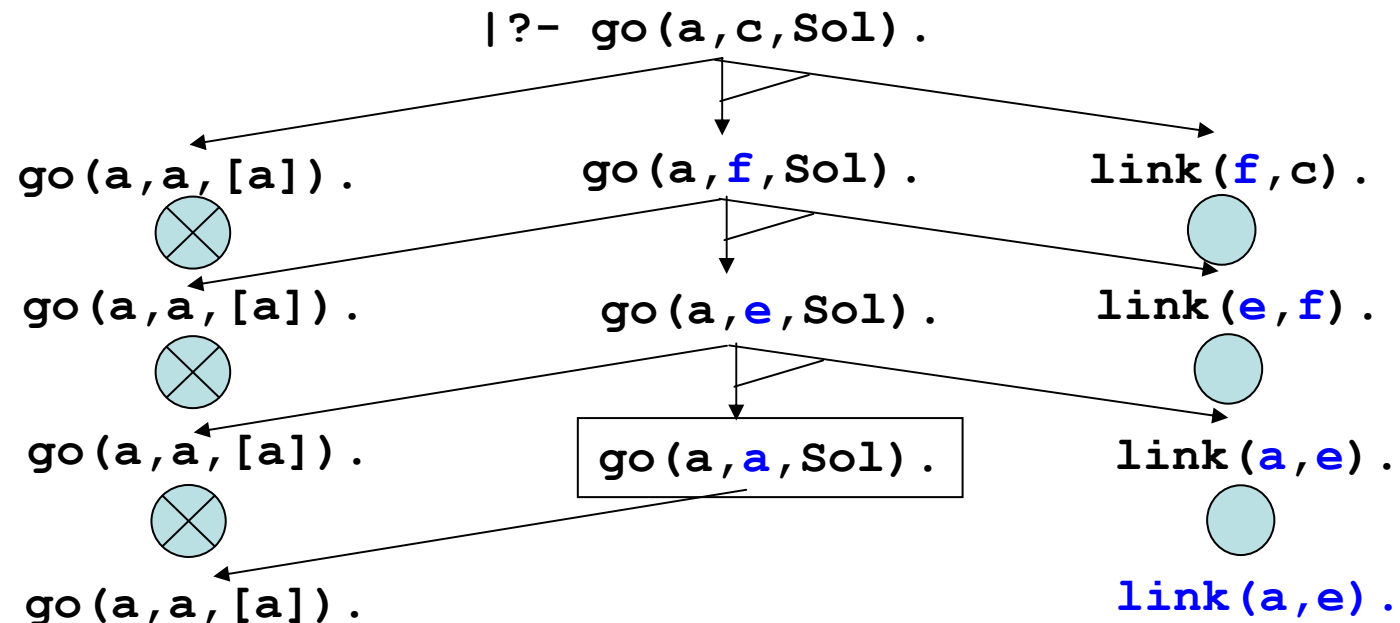 |?- go(a,c,Sol).
go(a,a,[a]). go(a,f,Sol). link(f,c).
go(a,a,[a]). go(a,e,Sol). link(e,f).
go(a,a,[a]). go(a,a,Sol). link(a,e).
go(a,a,[a]). link(a,e).